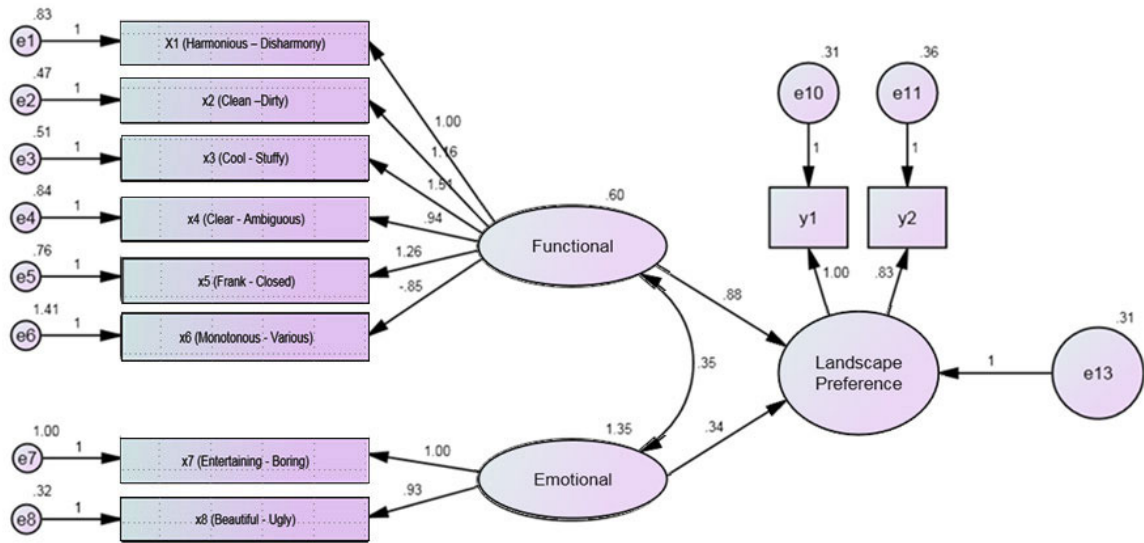 .83
e1
1
X1 (Harmonious – Disharmony)
.47
e2
1
x2 (Clean –Dirty)
.51
e3
1
x3 (Cool - Stuffy)
.84
e4
1
x4 (Clear - Ambiguous)
.76
e5
1
x5 (Frank - Closed)
1.41
e6
1
x6 (Monotonous - Various)
1.00
1.16
1.51
.94
1.26
-.85
.60
Functional
1.00
e7
1
x7 (Entertaining - Boring)
.32
e8
1
x8 (Beautiful - Ugly)
1.00
.93
1.35
Emotional
.35
.88
.34
.31
e10
1
y1
.36
e11
1
y2
1.00
.83
Landscape
Preference
1
.31
e13